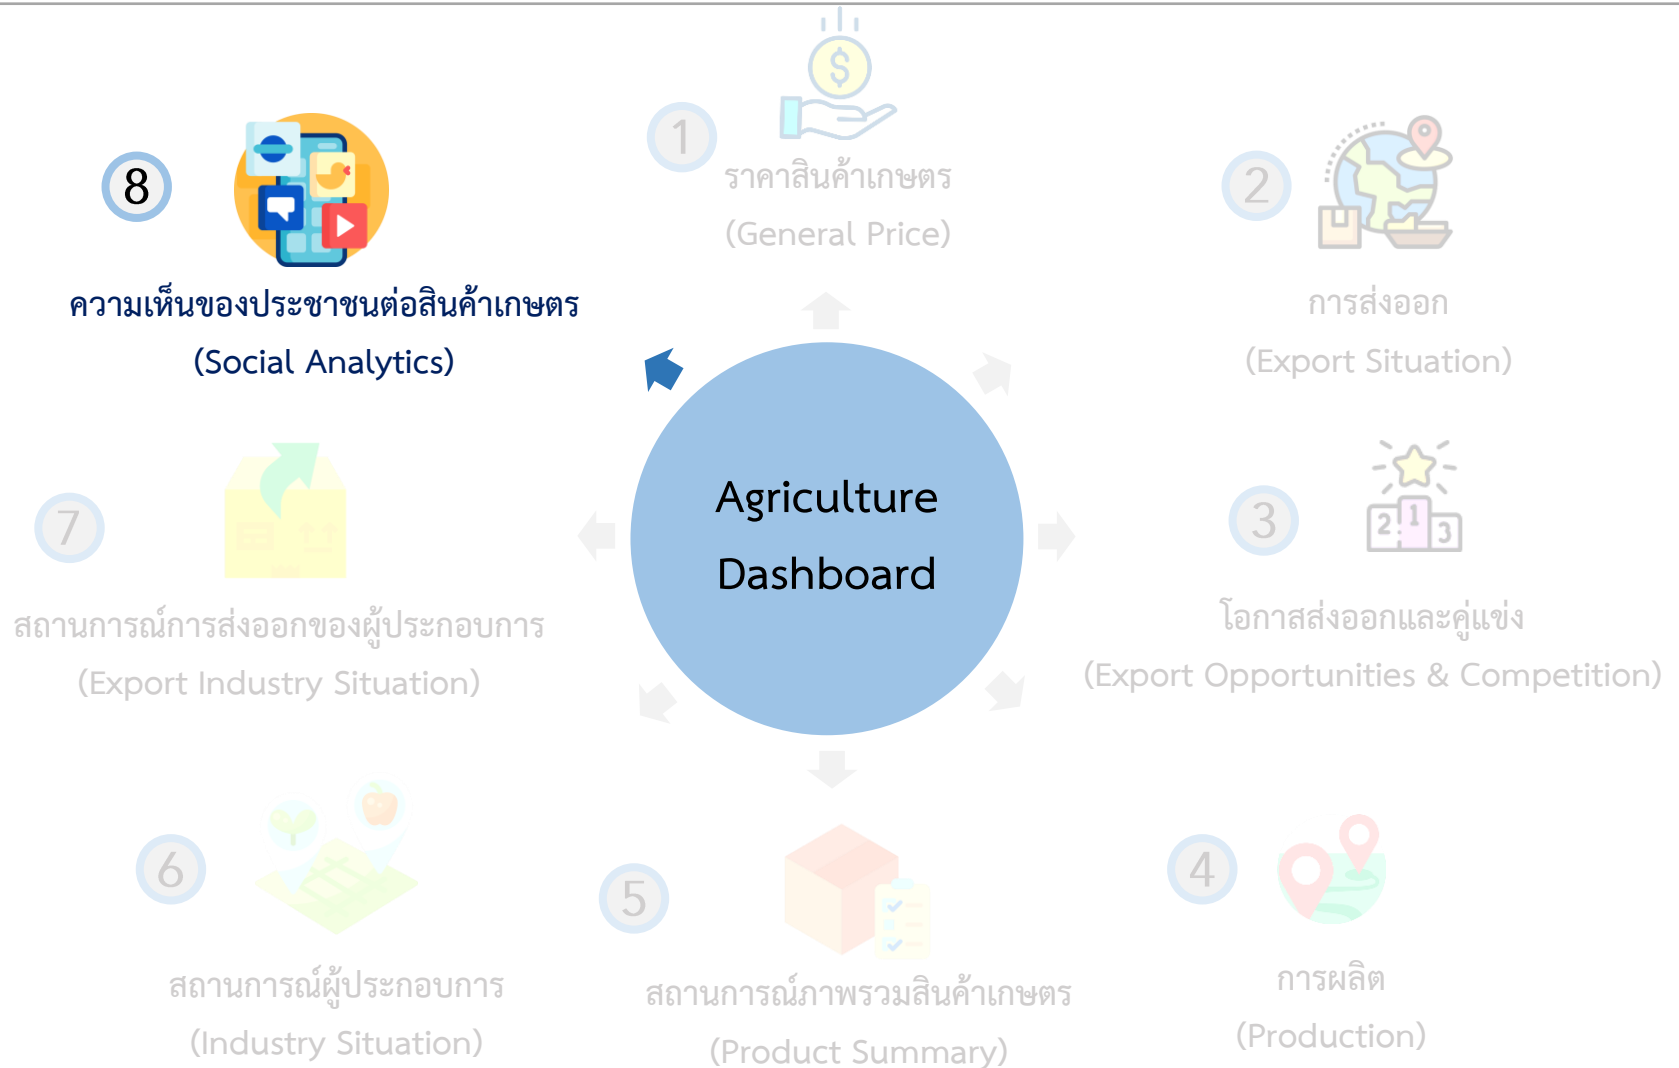 1
ราคาสินค้าเกษตร
(General Price)
2
การส่งออก
(Export Situation)
3
2 1 3
โอกาสส่งออกและคู่แข่ง
(Export Opportunities & Competition)
4
การผลิต
(Production)
5
สถานการณ์ภาพรวมสินค้าเกษตร
(Product Summary)
6
สถานการณ์ผู้ประกอบการ
(Industry Situation)
7
สถานการณ์การส่งออกของผู้ประกอบการ
(Export Industry Situation)
8
ความเห็นของประชาชนต่อสินค้าเกษตร
(Social Analytics)
Agriculture
Dashboard
$